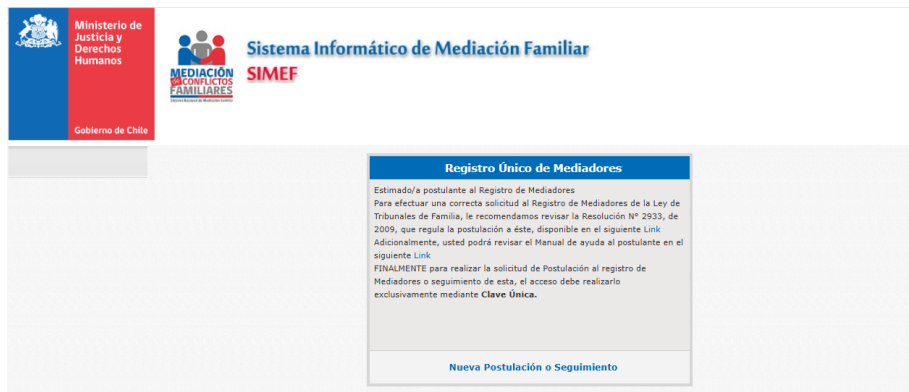 Ministerio de
Justicia y
Derechos
Humanos
Gobierno de Chile
MEDIACIÓN
DE CONFLICTOS
FAMILIARES
Sistema Informático de Mediación Familiar
SIMEF
Registro Único de Mediadores
Estimado/a postulante al Registro de Mediadores
Para efectuar una correcta solicitud al Registro de Mediadores de la Ley de
Tribunales de Familia, le recomendamos revisar la Resolución Nº 2933, de
2009, que regula la postulación a éste, disponible en el siguiente Link
Adicionalmente, usted podrá revisar el Manual de ayuda al postulante en el
siguiente Link
FINALMENTE para realizar la solicitud de Postulación al registro de
Mediadores o seguimiento de esta, el acceso debe realizarlo
exclusivamente mediante Clave Única.
Nueva Postulación o Seguimiento